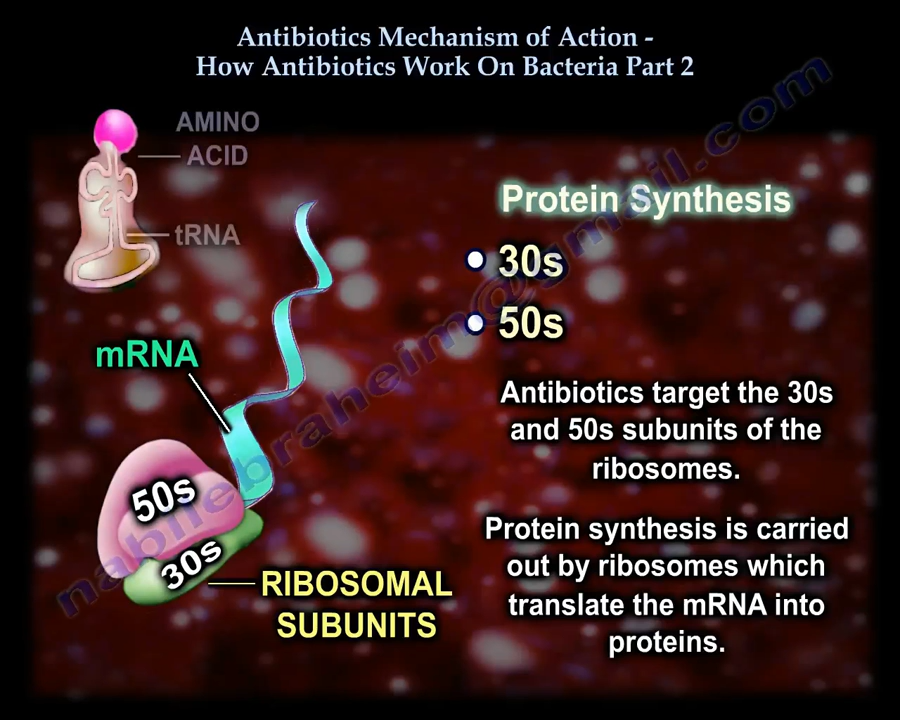 Antibiotics Mechanism of Action -
How Antibiotics Work On Bacteria Part 2
AMINO
ACID
tRNA
mRNA
50s
30s
RIBOSOMAL
SUBUNITS
Protein Synthesis
• 30s
• 50s
Antibiotics target the 30s
and 50s subunits of the
ribosomes.
Protein synthesis is carried
out by ribosomes which
translate the mRNA into
proteins.
nabilebraheim@gmail.com